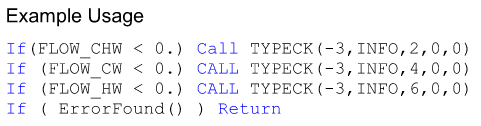 Example Usage
If(FLOW_CHW < 0.) Call TYPECK(-3,INFO,2,0,0)
If (FLOW_CW < 0.) CALL TYPECK(-3,INFO,4,0,0)
If (FLOW_HW < 0.) CALL TYPECK(-3,INFO,6,0,0)
If ( ErrorFound() ) Return